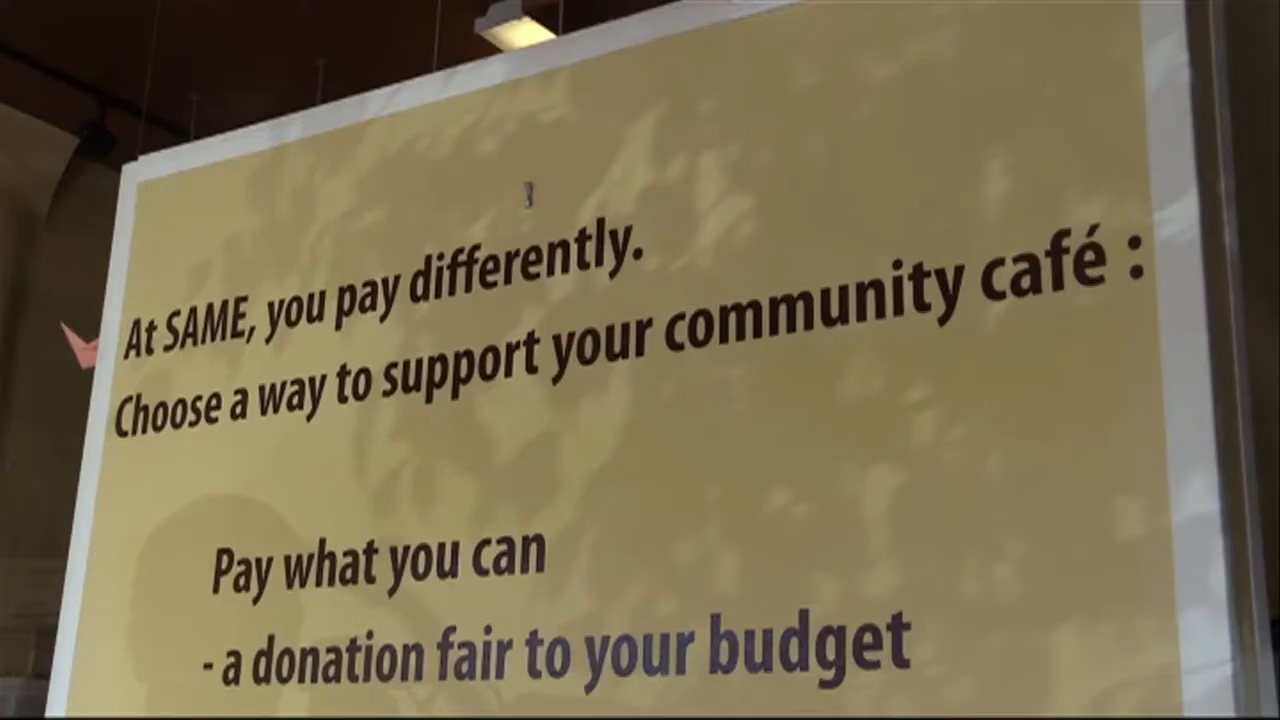 At SAME, you pay differently.
Choose a way to support your community café :
Pay what you can
- a donation fair to your budget